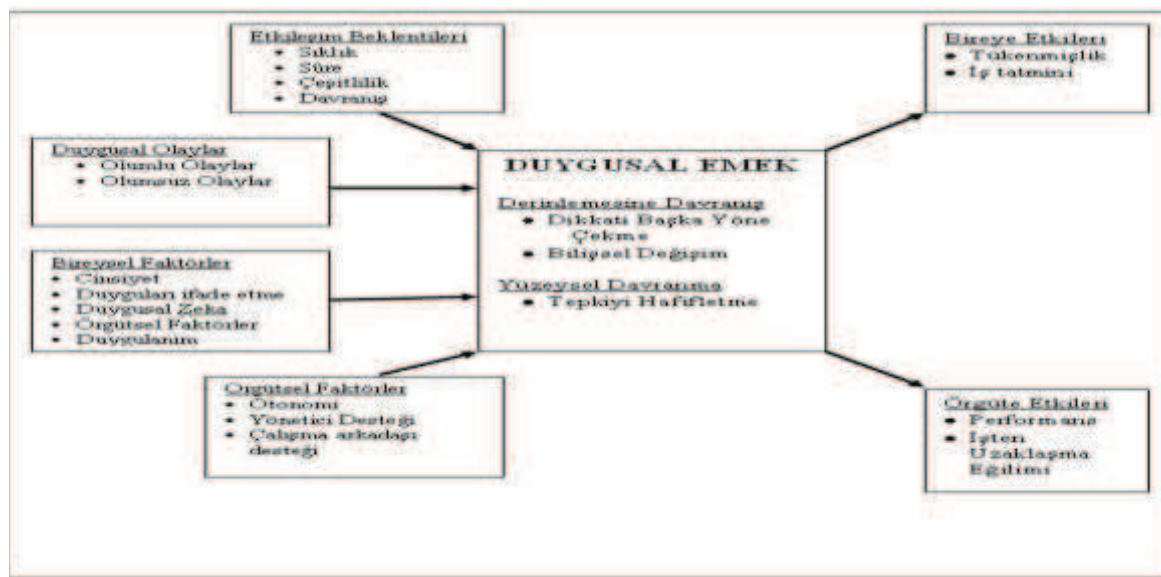 Etkileşim Beklentileri
• Sıklık
• Süre
• Çeşitlilik
• Davranış
Duygusal Olaylar
• Olumlu Olaylar
• Olumsuz Olaylar
Bireysel Faktörler
• Cinsiyet
• Duyguları ifade etme
• Duygusal Zeka
• Örgütsel Faktörler
• Duygulanım
Örgütsel Faktörler
• Otonomi
• Yönetici Desteği
• Çalışma arkadaşı
desteği
DUYGUSAL EMEK
Derinlemesine Davranış
• Dikkati Başka Yöne
Çekme
• Bilişsel Değişim
Yüzeysel Davranma
• Tepkiyi Hafifletme
Bireye Etkileri
• Tükenmişlik
• İş tatmini
Örgüte Etkileri
• Performans
• İşten
Uzaklaşma
Eğilimi